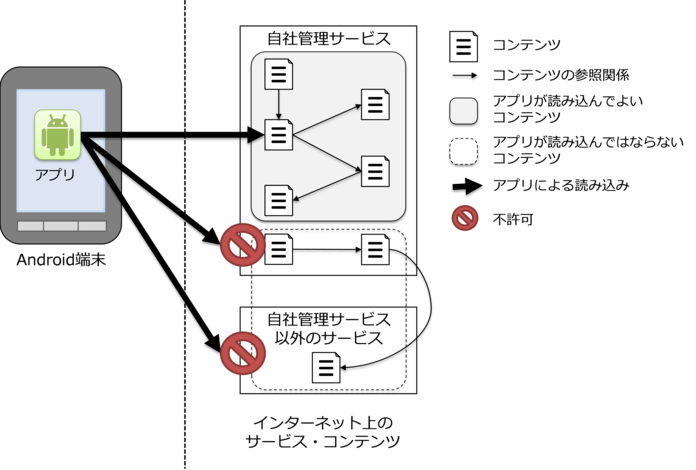 自社管理サービス
アプリ
Android端末
自社管理サービス
以外のサービス
インターネット上の
サービス・コンテンツ
コンテンツ
コンテンツの参照関係
アプリが読み込んでよい
コンテンツ
アプリが読み込んではならない
コンテンツ
アプリによる読み込み
不許可